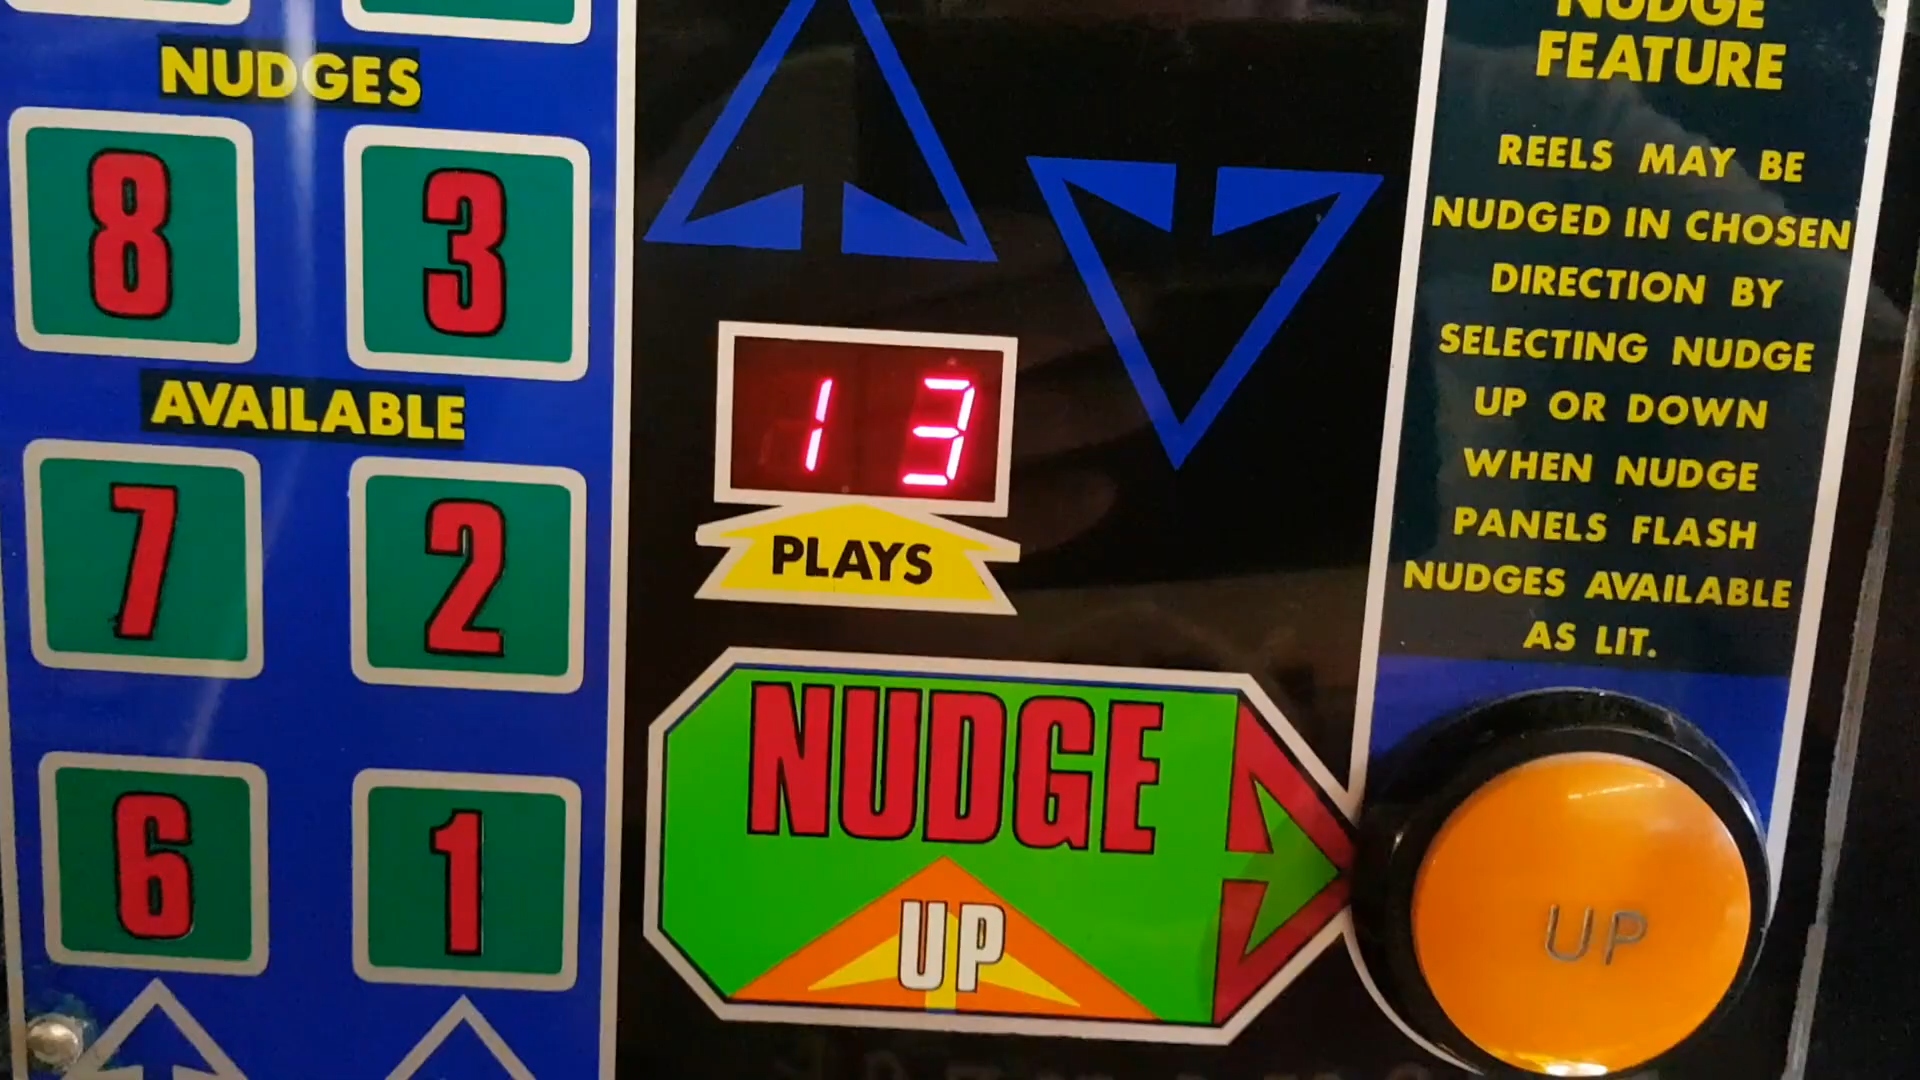 NUDGES
8 3
AVAILABLE
7 2
6 1
13
PLAYS
NUDGE
UP
NUDGE
FEATURE
REELS MAY BE
NUDGED IN CHOSEN
DIRECTION BY
SELECTING NUDGE
UP OR DOWN
WHEN NUDGE
PANELS FLASH
NUDGES AVAILABLE
AS LIT.
UP